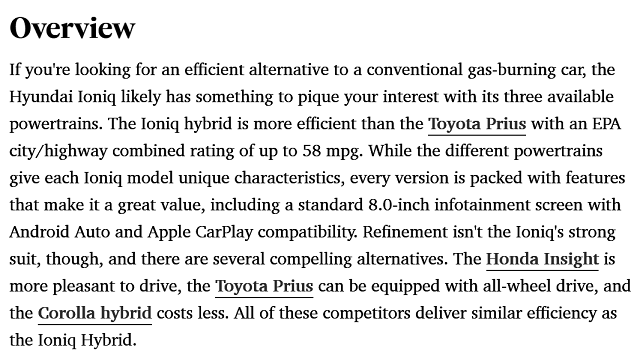 Overview
If you're looking for an efficient alternative to a conventional gas-burning car, the
Hyundai Ioniq likely has something to pique your interest with its three available
powertrains. The Ioniq hybrid is more efficient than the Toyota Prius with an EPA
city/highway combined rating of up to 58 mpg. While the different powertrains
give each Ioniq model unique characteristics, every version is packed with features
that make it a great value, including a standard 8.0-inch infotainment screen with
Android Auto and Apple CarPlay compatibility. Refinement isn't the Ioniq's strong
suit, though, and there are several compelling alternatives. The Honda Insight is
more pleasant to drive, the Toyota Prius can be equipped with all-wheel drive, and
the Corolla hybrid costs less. All of these competitors deliver similar efficiency as
the Ioniq Hybrid.